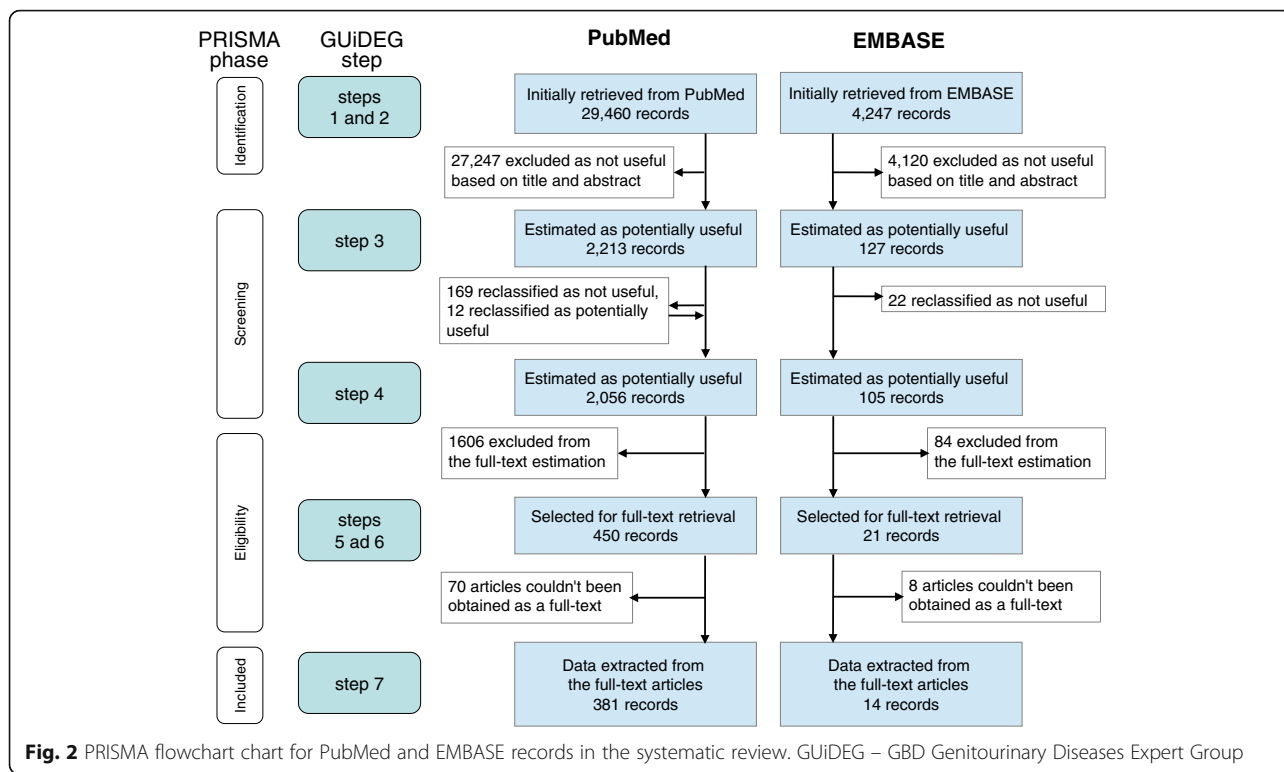 PRISMA
phase
GUiDEG
step
PubMed
EMBASE
Identification
steps
1 and 2
Initially retrieved from PubMed
29,460 records
Initially retrieved from EMBASE
4,247 records
27,247 excluded as not useful
based on title and abstract
4,120 excluded as not useful
based on title and abstract
Screening
step 3
Estimated as potentially useful
2,213 records
Estimated as potentially useful
127 records
169 reclassified as not useful,
12 reclassified as potentially
useful
22 reclassified as not useful
step 4
Estimated as potentially useful
2,056 records
Estimated as potentially useful
105 records
1606 excluded from
the full-text estimation
84 excluded from
the full-text estimation
Eligibility
steps
5 ad 6
Selected for full-text retrieval
450 records
Selected for full-text retrieval
21 records
70 articles couldn't been
obtained as a full-text
8 articles couldn't been
obtained as a full-text
Included
step 7
Data extracted from
the full-text articles
381 records
Data extracted from
the full-text articles
14 records
Fig. 2 PRISMA flowchart chart for PubMed and EMBASE records in the systematic review. GUiDEG – GBD Genitourinary Diseases Expert Group